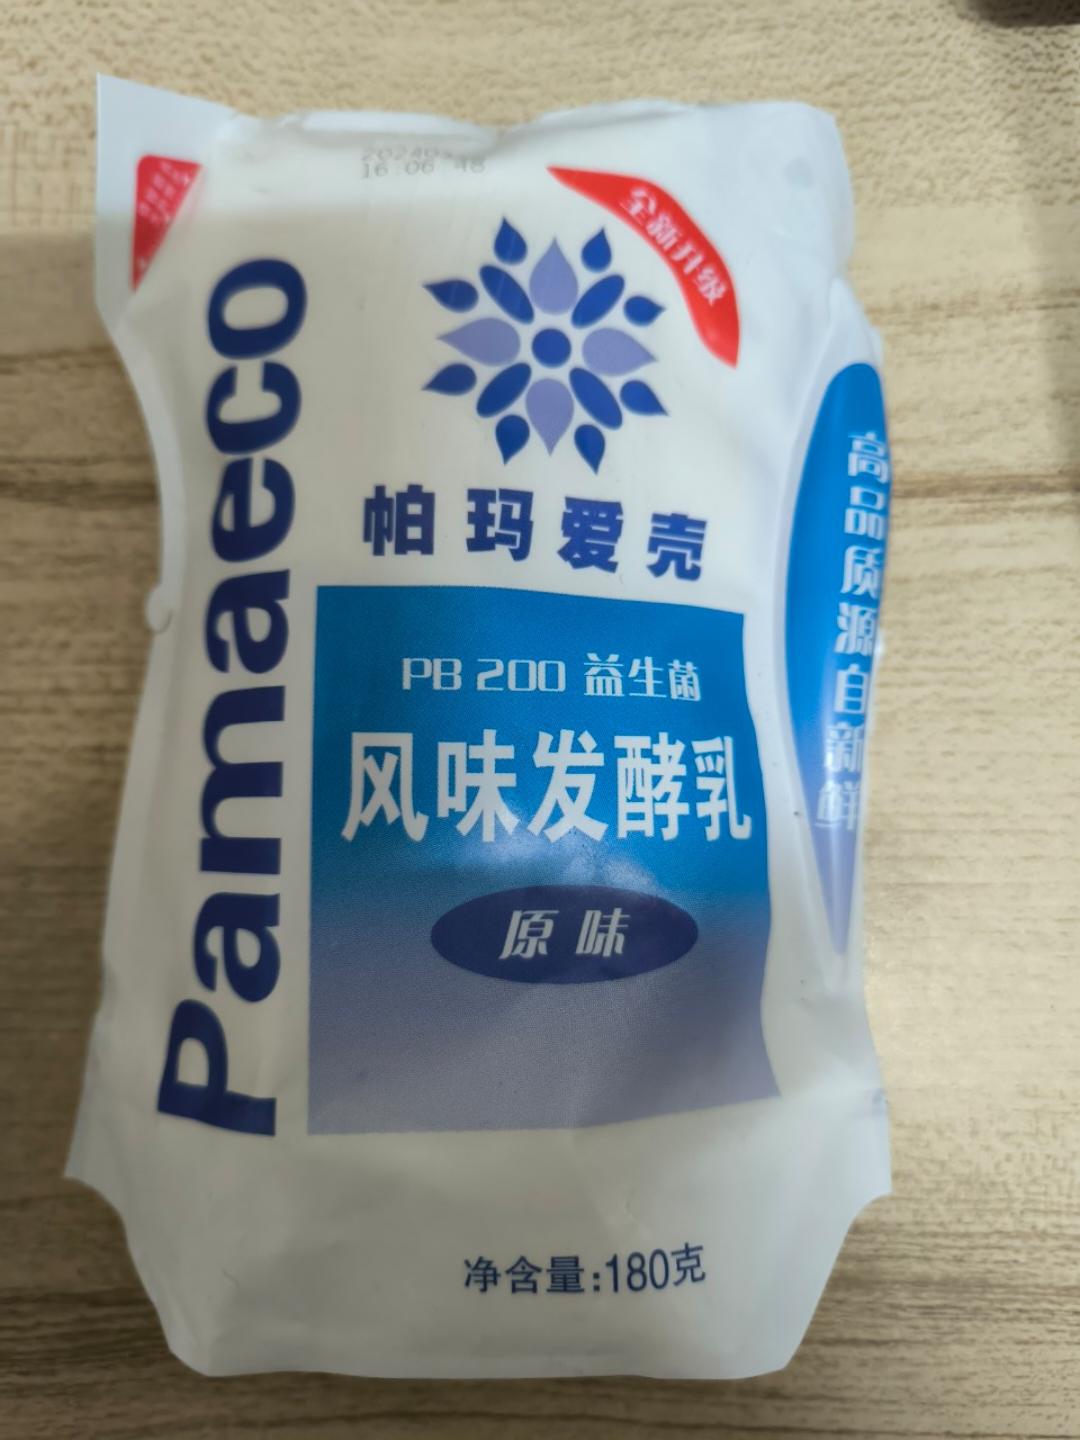 16:06 48
全新升级
Pamaeco
帕玛爱壳
高品质源自新鲜
PB 200 益生菌
风味发酵乳
原味
净含量:180克